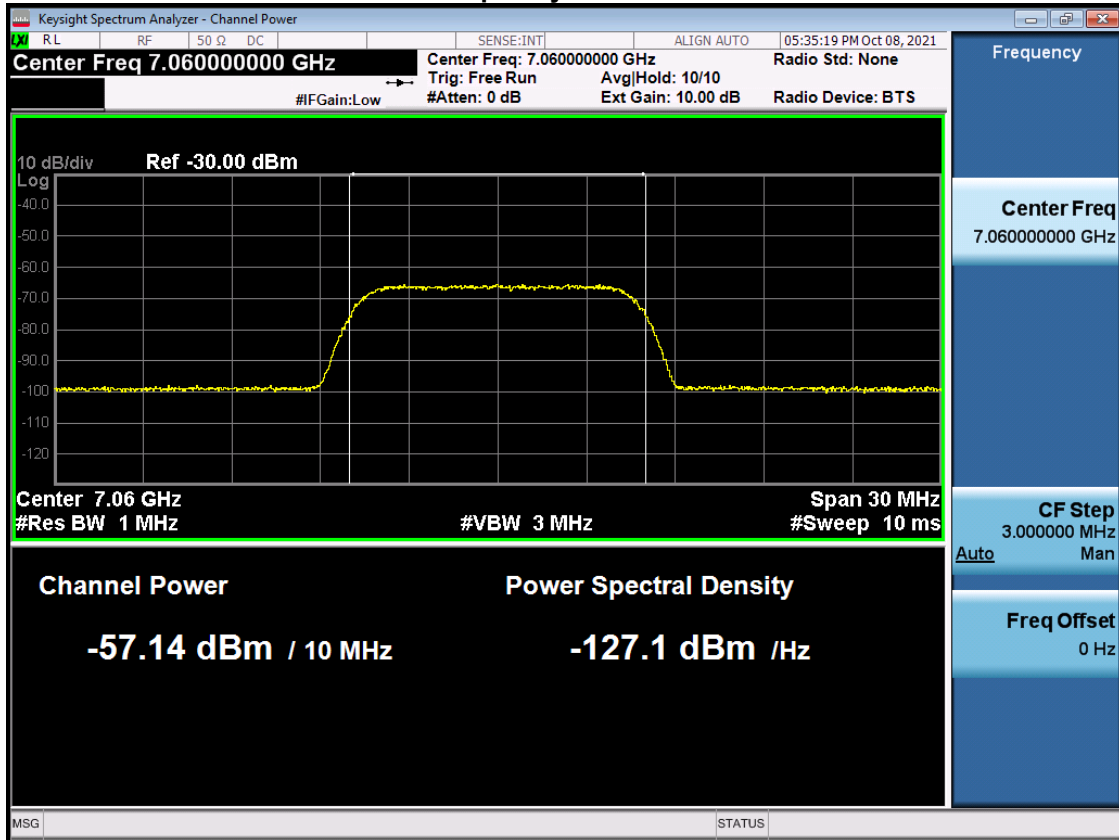 Keysight Spectrum Analyzer - Channel Power
LXI RL RF 50 Ω DC SENSE:INT ALIGN AUTO 05:35:19 PM Oct 08, 2021
Center Freq 7.060000000 GHz
#IFGain:Low
Center Freq: 7.060000000 GHz
Radio Std: None
Trig: Free Run
Avg|Hold: 10/10
#Atten: 0 dB
Ext Gain: 10.00 dB
Radio Device: BTS
10 dB/div
Ref -30.00 dBm
Log
-40.0
-50.0
-60.0
-70.0
-80.0
-90.0
-100
-110
-120
Center 7.06 GHz
Span 30 MHz
#Res BW 1 MHz
#VBW 3 MHz
#Sweep 10 ms
Channel Power
Power Spectral Density
-57.14 dBm / 10 MHz
-127.1 dBm /Hz
Frequency
Center Freq
7.060000000 GHz
CF Step
3.000000 MHz
Auto Man
Freq Offset
0 Hz
MSG
STATUS